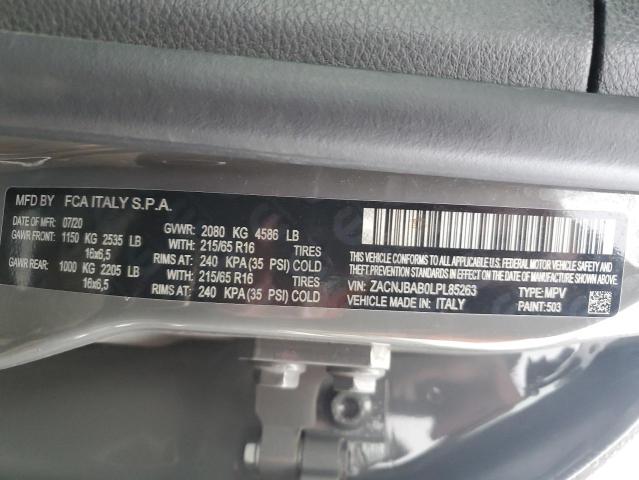 MFD BY FCA ITALY S.P.A.
DATE OF MFR: 07/20 GVWR: 2080 KG 4586 LB
GAWR FRONT: 1150 KG 2535 LB WITH: 215/65 R16 TIRES
16x6,5 RIMS AT: 240 KPA (35 PSI) COLD
GAWR REAR: 1000 KG 2205 LB WITH: 215/65 R16 TIRES
16x6,5 RIMS AT: 240 KPA (35 PSI) COLD
THIS VEHICLE CONFORMS TO ALL APPLICABLE U.S.
FEDERAL MOTOR VEHICLE SAFETY AND
THEFT PREVENTION STANDARDS IN EFFECT ON THE DATE OF MANUFACTURE
SHOWN ABOVE.
VIN: ZACNJBAB0LPL85263 TYPE: MPV
VEHICLE MADE IN: ITALY PAINT: 503